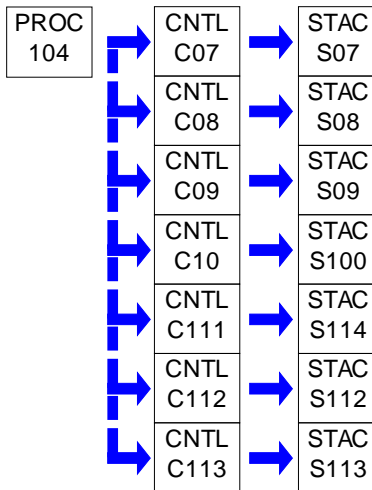 PROC
104
CNTL
C07
STAC
S07
CNTL
C08
STAC
S08
CNTL
C09
STAC
S09
CNTL
C10
STAC
S100
CNTL
C111
STAC
S114
CNTL
C112
STAC
S112
CNTL
C113
STAC
S113